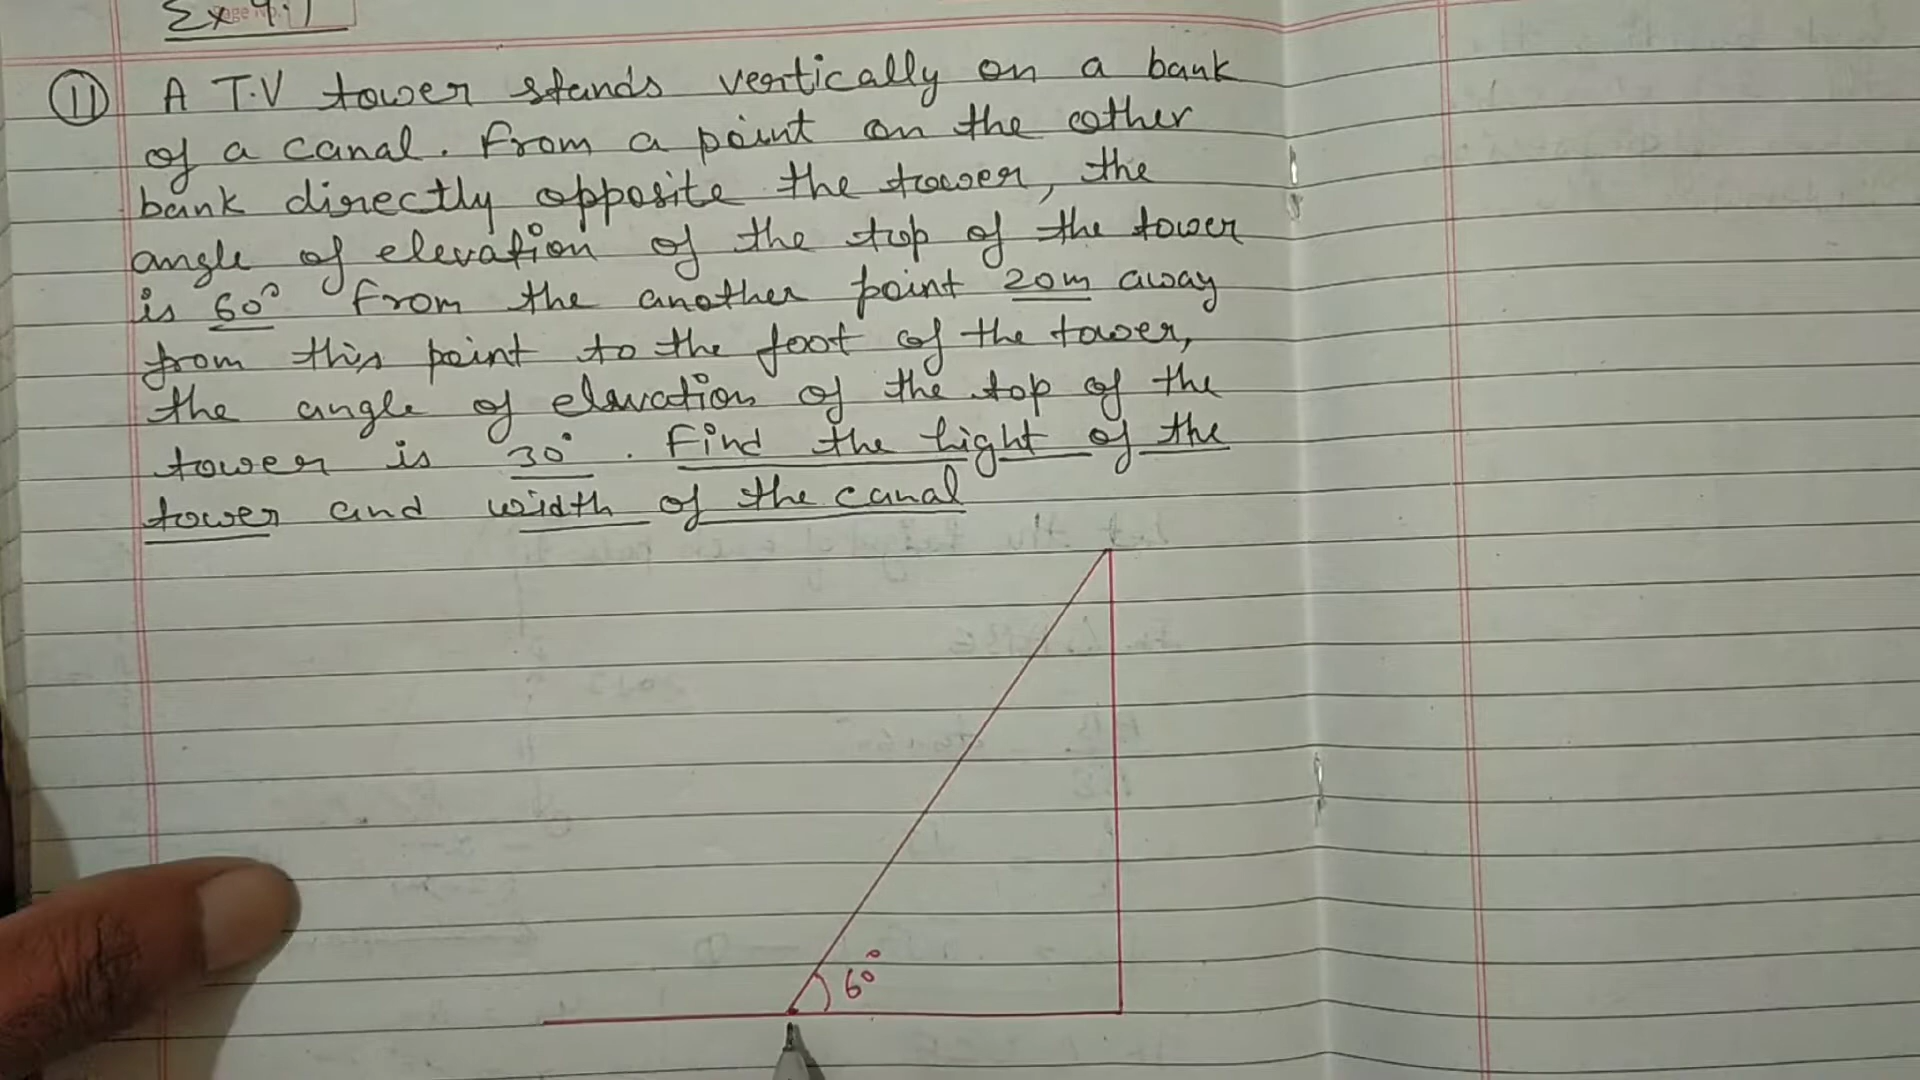 Ex 9.1
(11) A T.V tower stands vertically on a bank
of a canal. From a point on the other
bank directly opposite the tower, the
angle of elevation of the top of the tower
is 60° From the another point 20m away
from this point to the foot of the tower,
the angle of elevation of the top of the
tower is 30°. Find the hight of the
tower and width of the canal
60°